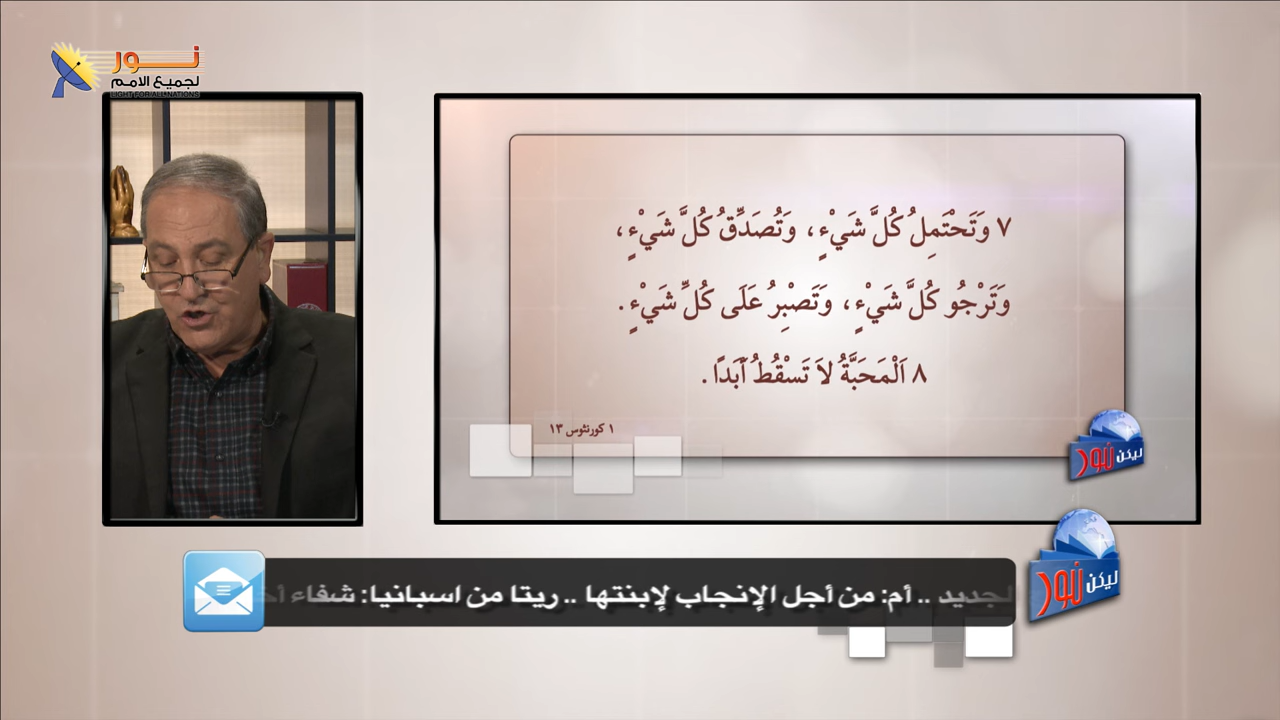 نور
لجميع الامم
LIGHT FOR ALL NATIONS
٧ وَتَحْتَمِلُ كُلَّ شَيْءٍ، وَتُصَدِّقُ كُلَّ شَيْءٍ،
وَتَرْجُو كُلَّ شَيْءٍ، وَتَصْبِرُ عَلَى كُلِّ شَيْءٍ.
٨ اَلْمَحَبَّةُ لاَ تَسْقُطُ أَبَدًا.
١ كورنثوس ١٣
ليكن نور
الجديد .. أم: من أجل الإنجاب لإبنتها .. ريتا من اسبانيا: شفاء
ليكن نور